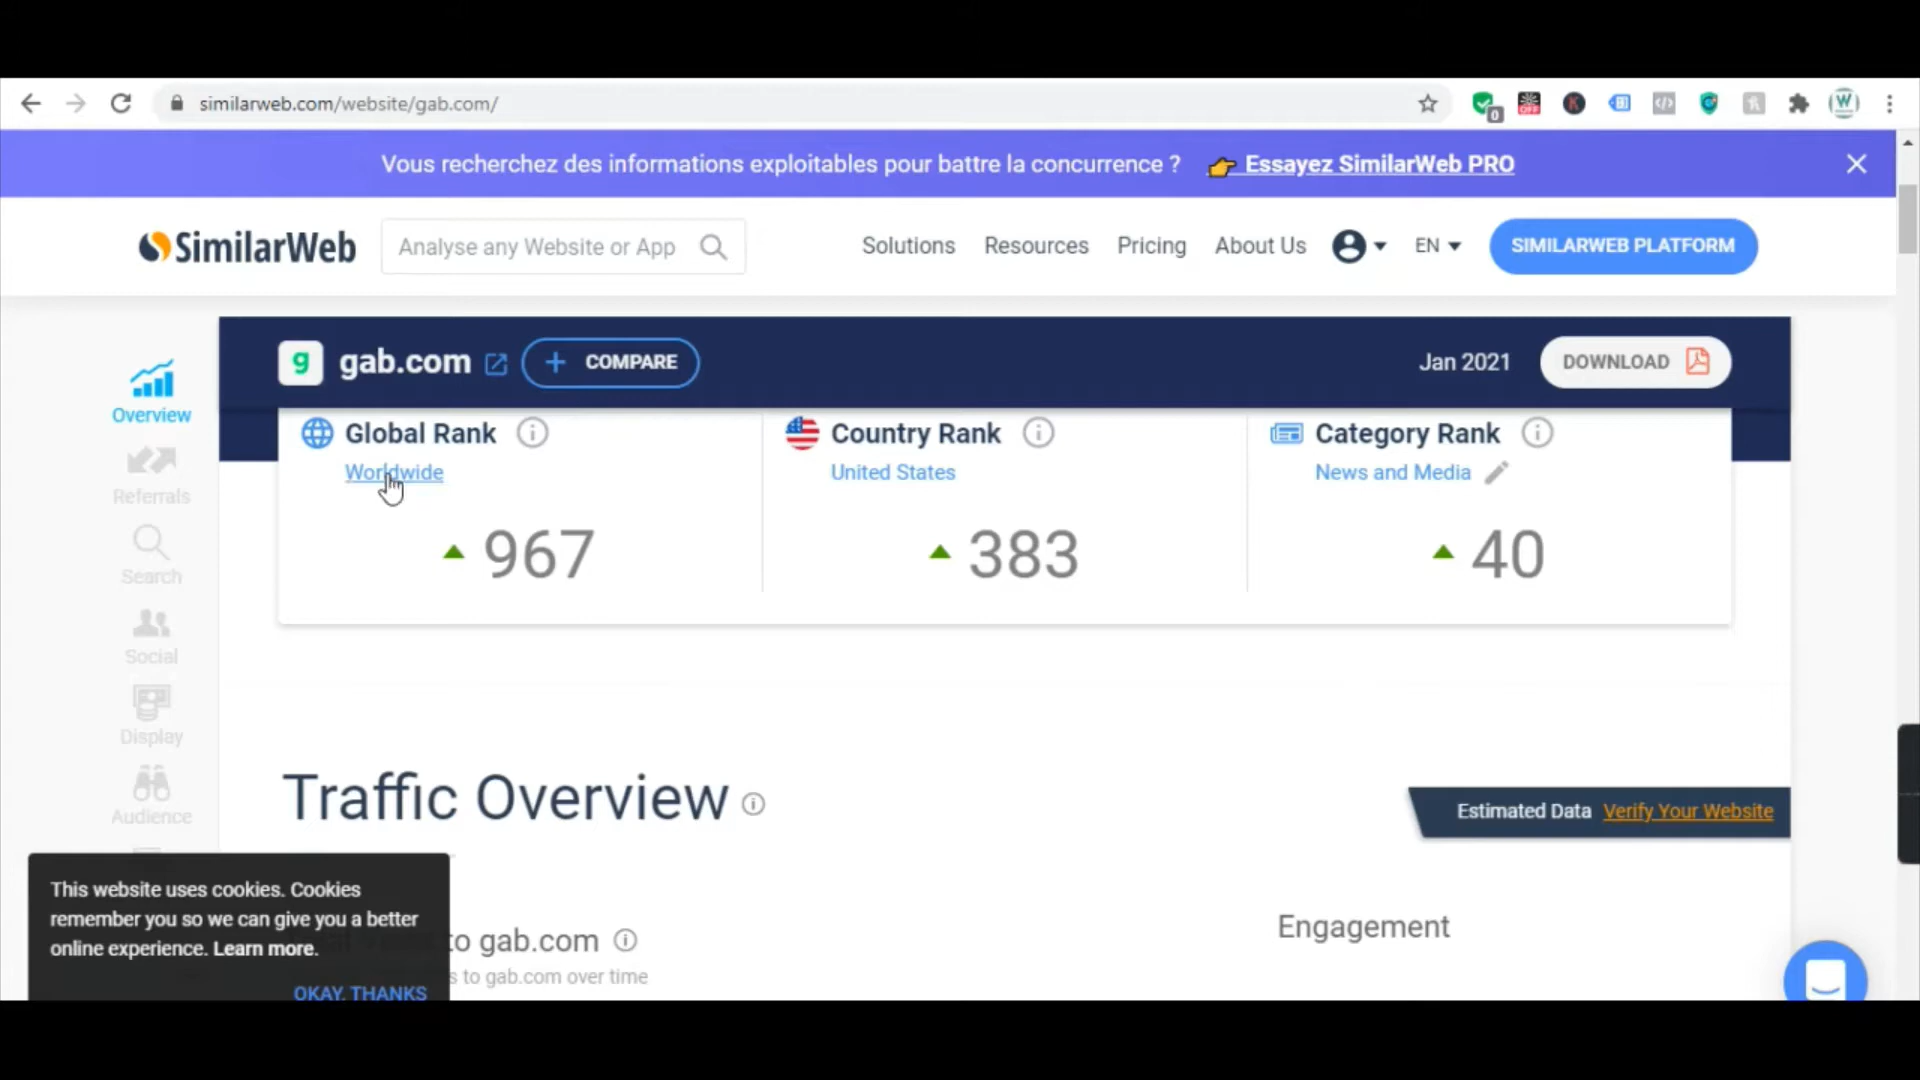 similarweb.com/website/gab.com/
0
OFF
K
W
Vous recherchez des informations exploitables pour battre la concurrence ? Essayez SimilarWeb PRO
SimilarWeb
Analyse any Website or App
Solutions
Resources
Pricing
About Us
EN
SIMILARWEB PLATFORM
g
gab.com
COMPARE
Jan 2021
DOWNLOAD
Overview
Referrals
Search
Social
Display
Audience
Global Rank
Worldwide
967
Country Rank
United States
383
Category Rank
News and Media
40
Traffic Overview
Estimated Data Verify Your Website
to gab.com
s to gab.com over time
Engagement
This website uses cookies. Cookies
remember you so we can give you a better
online experience. Learn more.
OKAY, THANKS